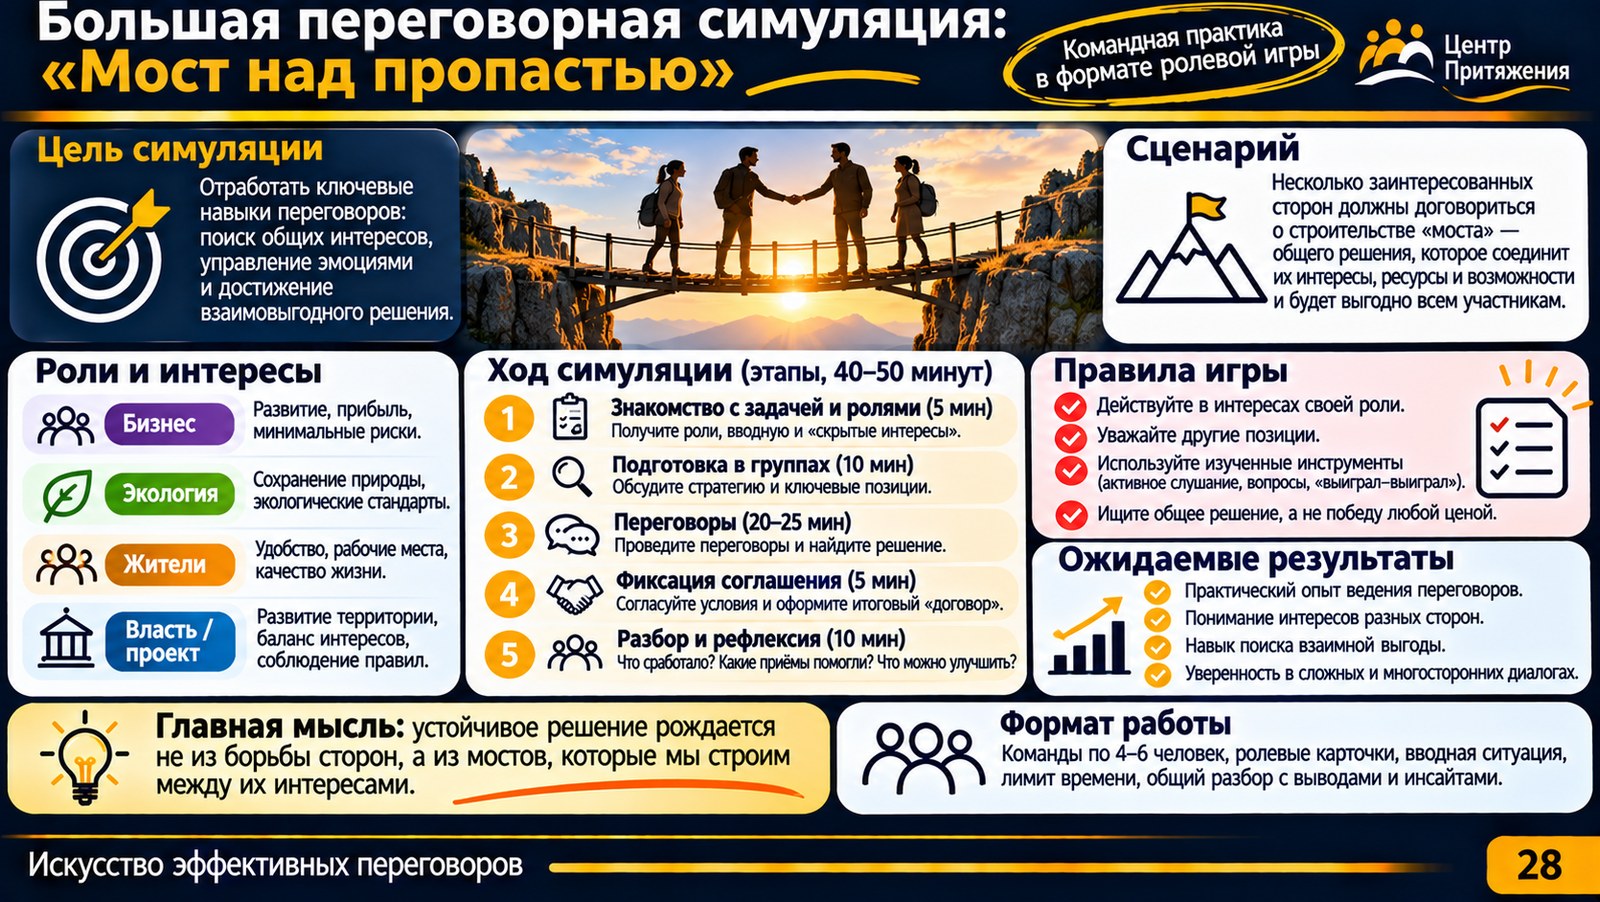 Большая переговорная симуляция:
«Мост над пропастью»
Командная практика
в формате ролевой игры
Центр
Притяжения
Цель симуляции
Отработать ключевые
навыки переговоров:
поиск общих интересов,
управление эмоциями
и достижение
взаимовыгодного решения.
Сценарий
Несколько заинтересованных
сторон должны договориться
о строительстве «моста» —
общего решения, которое соединит
их интересы, ресурсы и возможности
и будет выгодно всем участникам.
Роли и интересы
Бизнес
Развитие, прибыль,
минимальные риски.
Экология
Сохранение природы,
экологические стандарты.
Жители
Удобство, рабочие места,
качество жизни.
Власть /
проект
Развитие территории,
баланс интересов,
соблюдение правил.
Ход симуляции (этапы, 40–50 минут)
1
Знакомство с задачей и ролями (5 мин)
Получите роли, вводную и «скрытые интересы».
2
Подготовка в группах (10 мин)
Обсудите стратегию и ключевые позиции.
3
Переговоры (20–25 мин)
Проведите переговоры и найдите решение.
4
Фиксация соглашения (5 мин)
Согласуйте условия и оформите итоговый «договор».
5
Разбор и рефлексия (10 мин)
Что сработало? Какие приёмы помогли? Что можно улучшить?
Правила игры
Действуйте в интересах своей роли.
Уважайте другие позиции.
Используйте изученные инструменты
(активное слушание, вопросы, «выиграл–выиграл»).
Ищите общее решение, а не победу любой ценой.
Ожидаемвıе результаты
Практический опыт ведения переговоров.
Понимание интересов разных сторон.
Навык поиска взаимной выгоды.
Уверенность в сложных и многосторонних диалогах.
Главная мысль: устойчивое решение рождается
не из борьбы сторон, а из мостов, которые мы строим
между их интересами.
Формат работы
Команды по 4–6 человек, ролевые карточки, вводная ситуация,
лимит времени, общий разбор с выводами и инсайтами.
Искусство эффективных переговоров
28